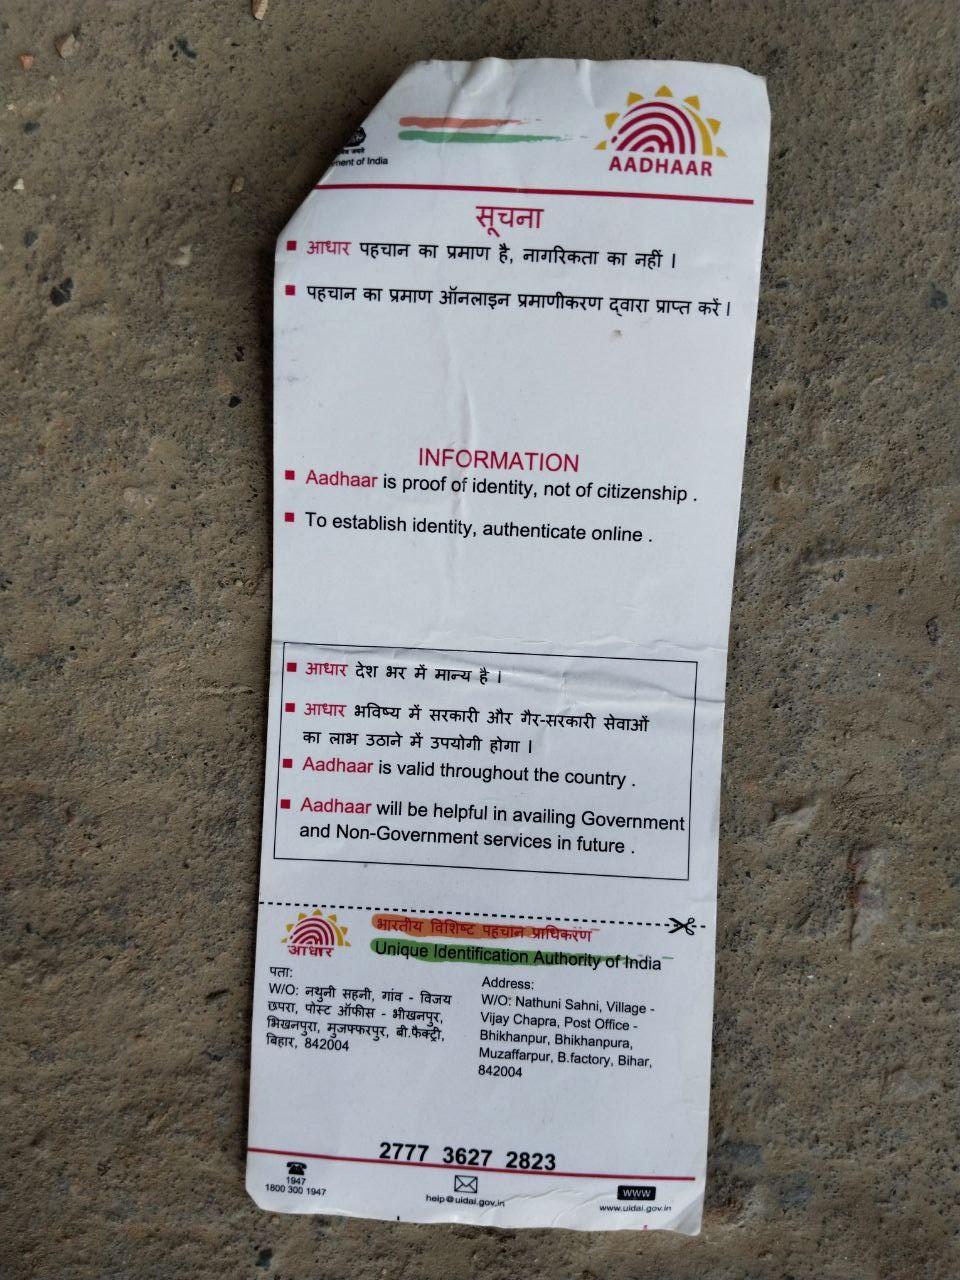 AADHAAR
ment of India
सूचना
आधार पहचान का प्रमाण है, नागरिकता का नहीं ।
पहचान का प्रमाण ऑनलाइन प्रमाणीकरण द्वारा प्राप्त करें ।
INFORMATION
Aadhaar is proof of identity, not of citizenship .
To establish identity, authenticate online .
आधार देश भर में मान्य है ।
आधार भविष्य में सरकारी और गैर-सरकारी सेवाओं
का लाभ उठाने में उपयोगी होगा ।
Aadhaar is valid throughout the country .
Aadhaar will be helpful in availing Government
and Non-Government services in future .
भारतीय विशिष्ट पहचान प्राधिकरण
Unique Identification Authority of India
आधार
पता:
W/O: नथुनी सहनी, गांव - विजय
छपरा, पोस्ट ऑफीस - भीखनपुर,
भिखनपुरा, मुजफ्फरपुर, बी.फैक्ट्री,
बिहार, 842004
Address:
W/O: Nathuni Sahni, Village -
Vijay Chapra, Post Office -
Bhikhanpur, Bhikhanpura,
Muzaffarpur, B.factory, Bihar,
842004
2777 3627 2823
1947
1800 300 1947
help@uidai.gov.in
www
www.uidai.gov.in